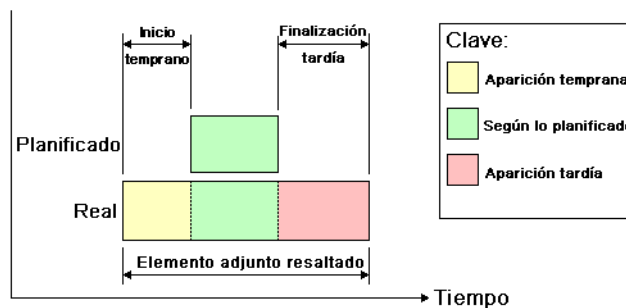 Inicio
temprano
Finalización
tardía
Planificado
Real
Elemento adjunto resaltado
Tiempo
Clave:
Aparición temprana
Según lo planificado
Aparición tardía